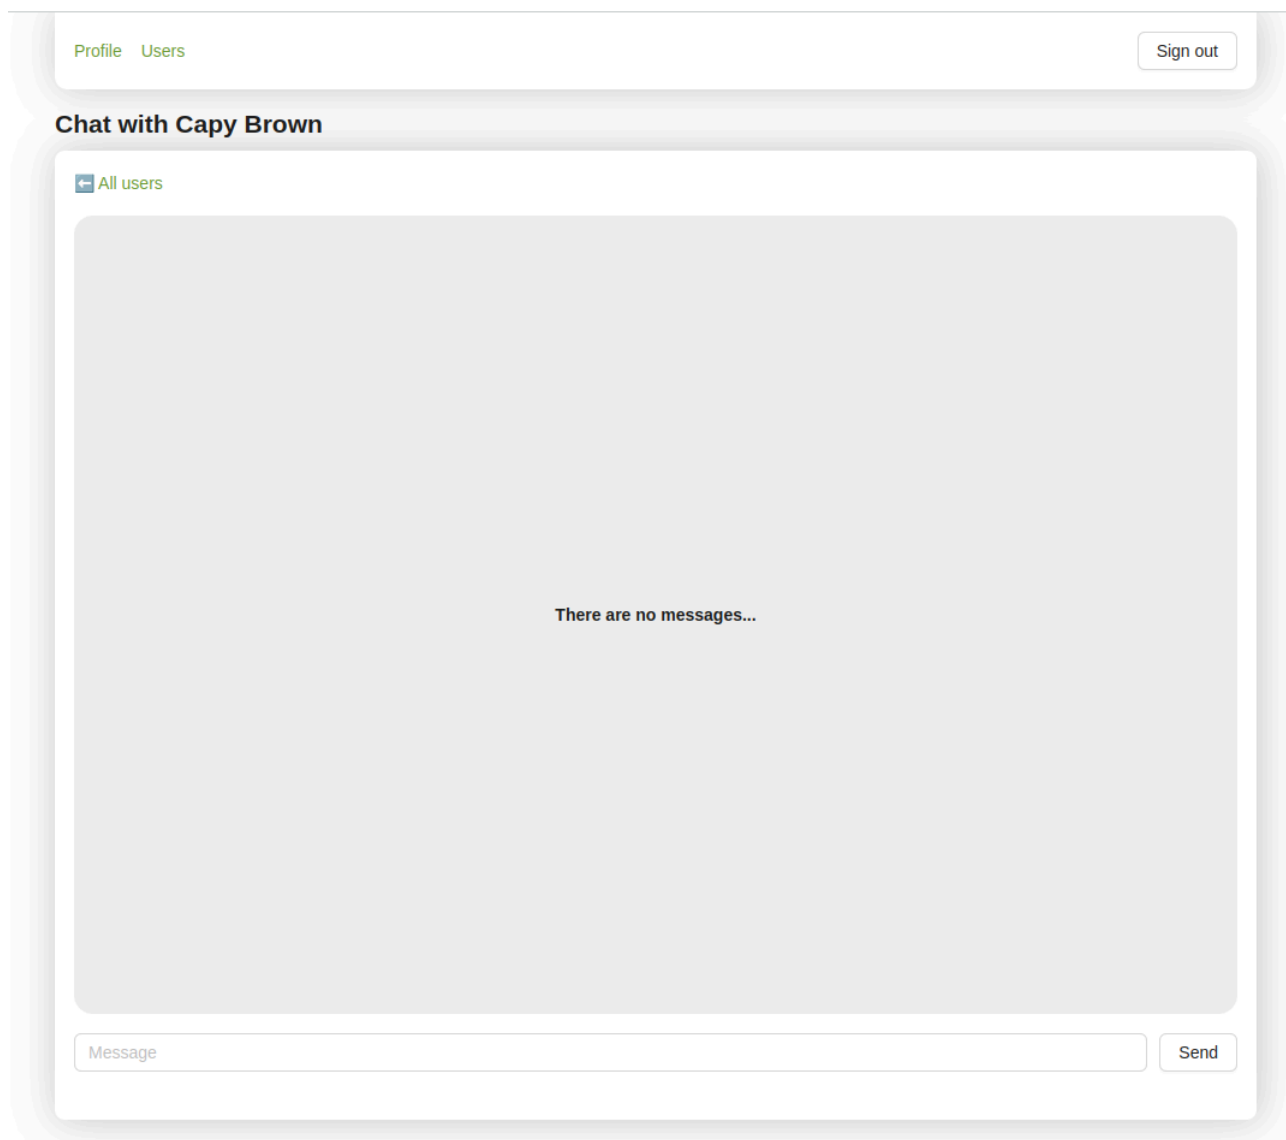 Profile Users Sign out
Chat with Capy Brown
⬅ All users
There are no messages...
Message Send